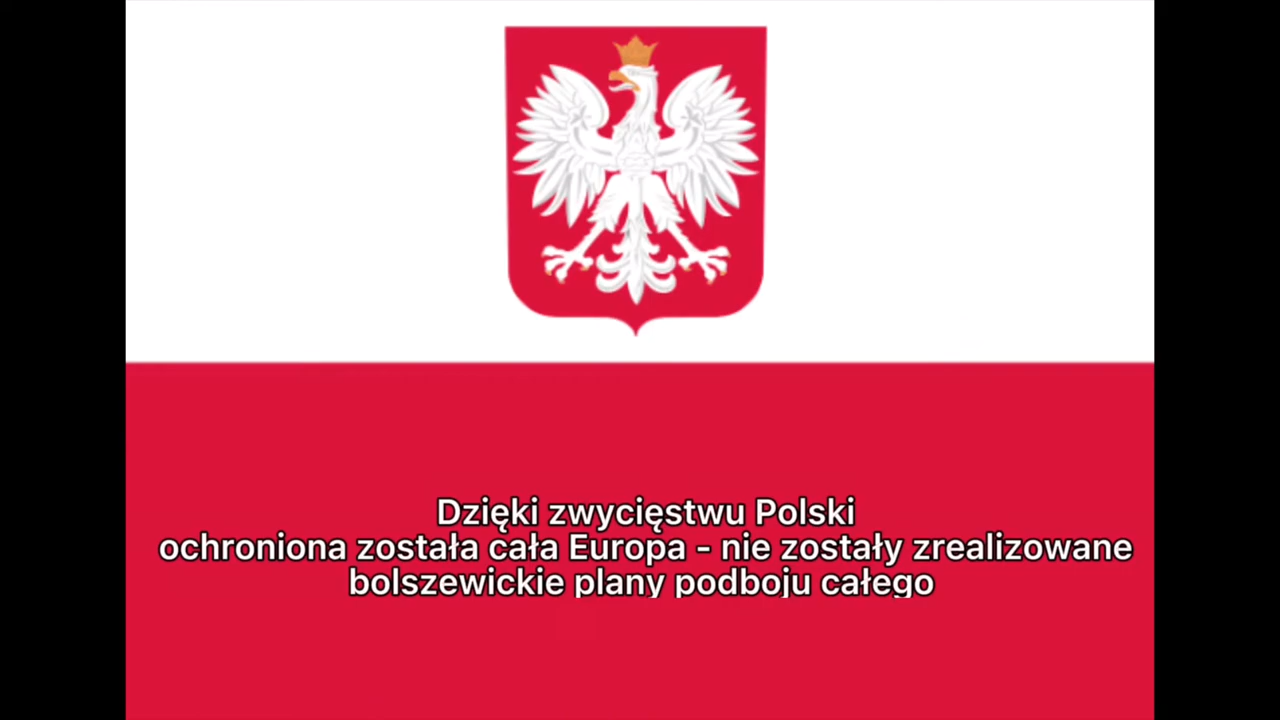 Dzięki zwycięstwu Polski
ochroniona została cała Europa - nie zostały zrealizowane
bolszewickie plany podboju całego